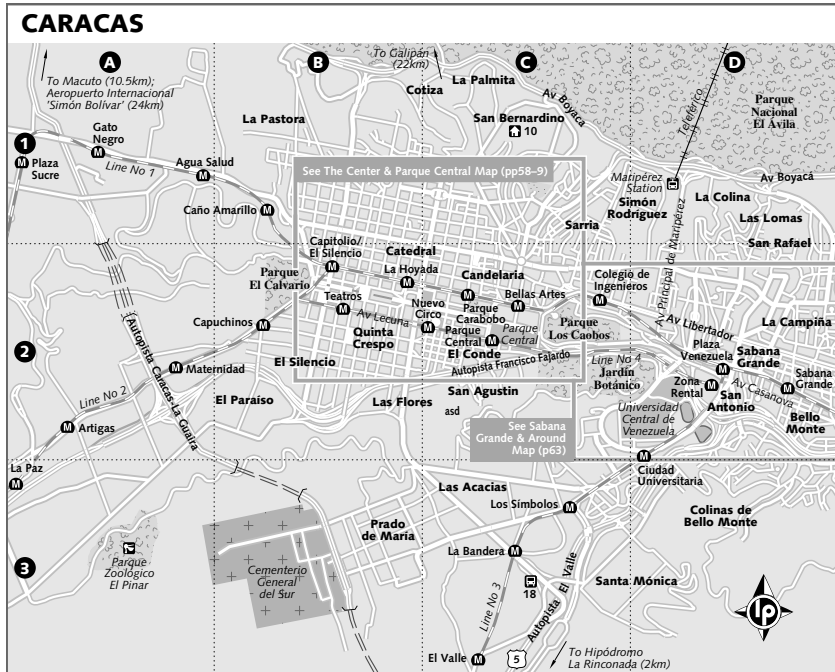 CARACAS
A
B
C
D
To Macuto (10.5km);
Aeropuerto Internacional
'Simón Bolívar' (24km)
To Galipán
(22km)
La Palmita
Cotiza
Av Boyaca
Teleférico
Parque
Nacional
El Ávila
Gato
Negro
La Pastora
San Bernardino
10
1
Plaza
Sucre
Line No 1
Agua Salud
See The Center & Parque Central Map (pp58–9)
Maripérez
Station
Av Boyacá
Simón
Rodríguez
La Colina
Caño Amarillo
Sarría
Las Lomas
San Rafael
Capitolio/
El Silencio
Catedral
La Hoyada
Candelaria
Colegio de
Ingenieros
Av Principal de Maripérez
Parque
El Calvario
Teatros
Av Lecuna
Nuevo
Circo
Parque
Carabobo
Bellas Artes
Parque
Central
Parque
Central
Parque
Los Caobos
Av Libertador
La Campiña
Capuchinos
Quinta
Crespo
El Conde
Plaza
Venezuela
Sabana
Grande
2
Autopista Caracas-La Guaira
El Silencio
Autopista Francisco Fajardo
Line No 4
Jardín
Botánico
Zona
Rental
Av Casanova
Sabana
Grande
Maternidad
Line No 2
El Paraíso
Las Flores
San Agustin
asd
San
Antonio
Bello
Monte
Universidad
Central de
Venezuela
Artigas
See Sabana
Grande & Around
Map (p63)
La Paz
Ciudad
Universitaria
Las Acacias
Los Símbolos
Colinas de
Bello Monte
Prado
de María
La Bandera
3
Parque
Zoológico
El Pinar
Cementerio
General
del Sur
18
Santa Mónica
Line No 3
Autopista El Valle
El Valle
5
To Hipódromo
La Rinconada (2km)
lp